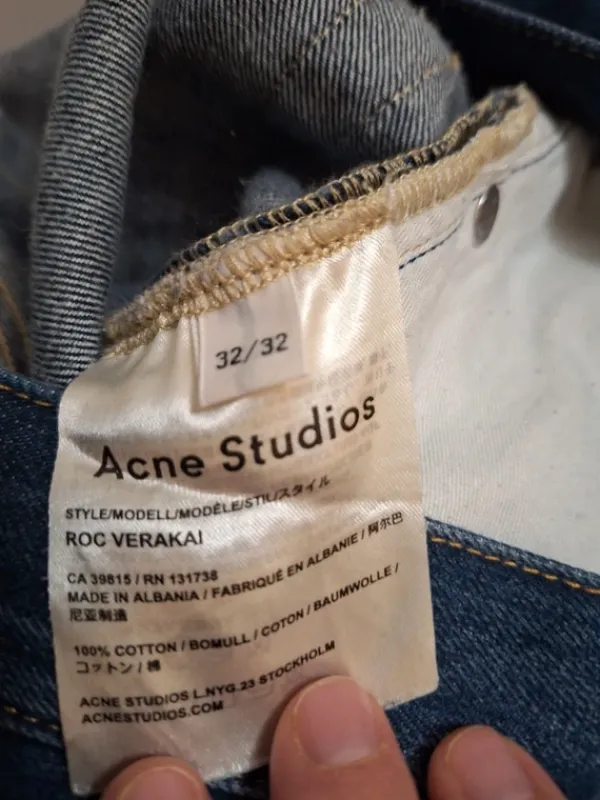 32/32
Acne Studios
STYLE/MODELL/MODÈLE/STIL/スタイル
ROC VERAKAI
CA 39815 / RN 131738
MADE IN ALBANIA / FABRIQUÉ EN ALBANIE / 阿尔巴
尼亚制造
100% COTTON / BOMULL / COTON / BAUMWOLLE /
コットン / 棉
ACNE STUDIOS L.NYG.23 STOCKHOLM
ACNESTUDIOS.COM